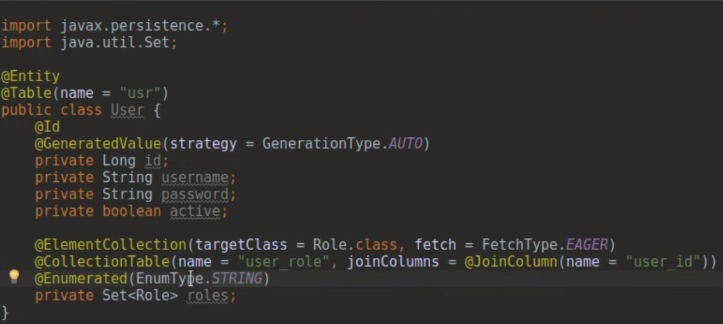 import javax.persistence.*;
import java.util.Set;
@Entity
@Table(name = "usr")
public class User {
@Id
@GeneratedValue(strategy = GenerationType.AUTO)
private Long id;
private String username;
private String password;
private boolean active;
@ElementCollection(targetClass = Role.class, fetch = FetchType.EAGER)
@CollectionTable(name = "user_role", joinColumns = @JoinColumn(name = "user_id"))
@Enumerated(EnumType.STRING)
private Set<Role> roles;
}